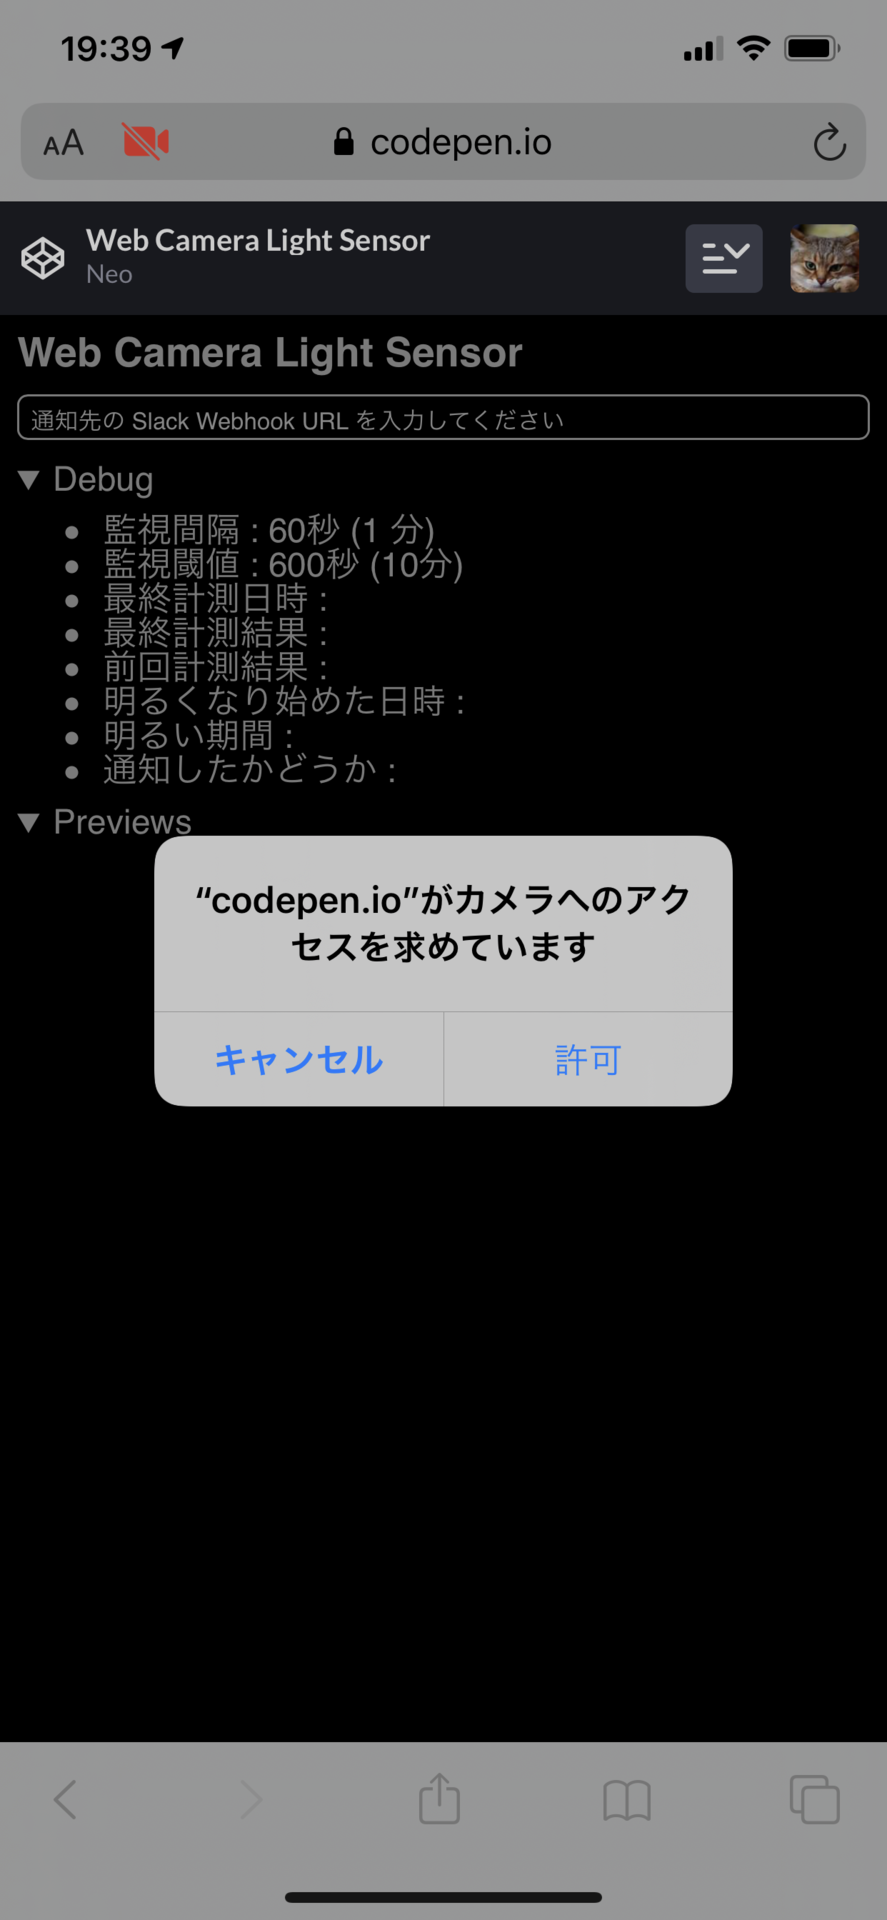 19:39
AA codepen.io
Web Camera Light Sensor
Neo
Web Camera Light Sensor
通知先の Slack Webhook URL を入力してください
▼ Debug
• 監視間隔 : 60秒 (1 分)
• 監視閾値 : 600秒 (10分)
• 最終計測日時 :
• 最終計測結果 :
• 前回計測結果 :
• 明るくなり始めた日時 :
• 明るい期間 :
• 通知したかどうか :
▼ Previews
“codepen.io”がカメラへのアク
セスを求めています
キャンセル 許可